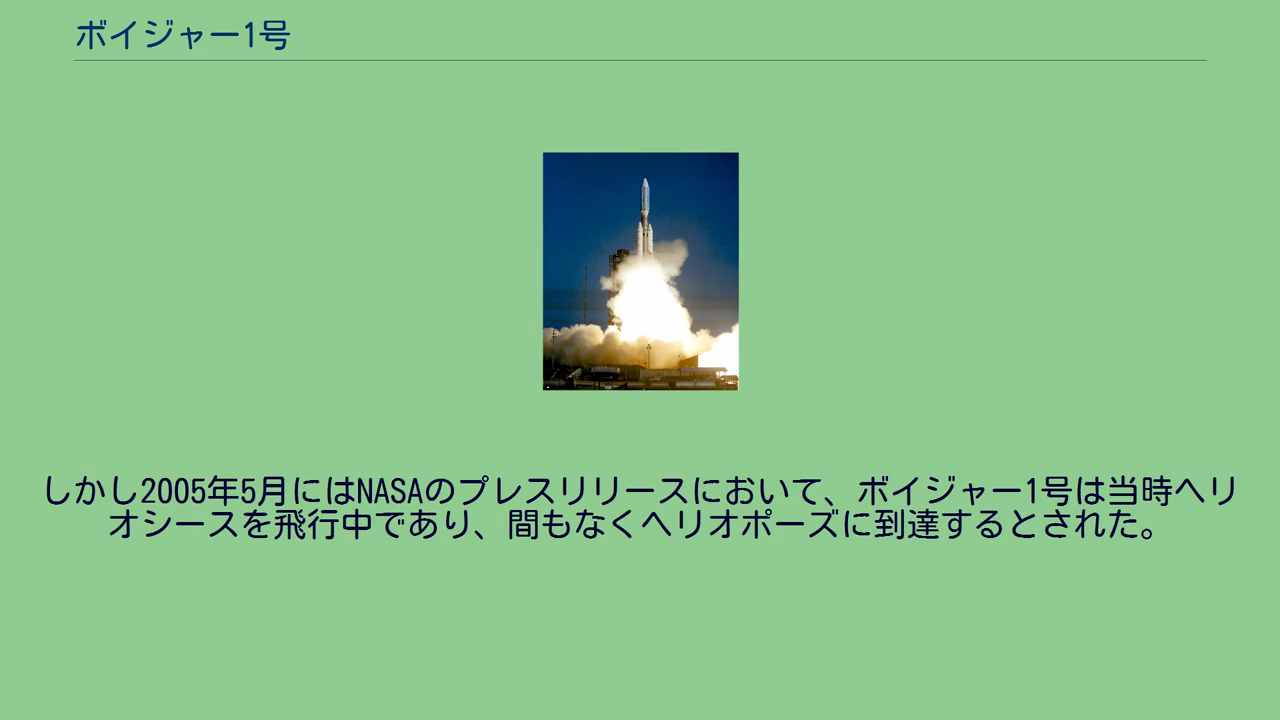 ボイジャー1号
しかし2005年5月にはNASAのプレスリリースにおいて、ボイジャー1号は当時ヘリ
オシースを飛行中であり、間もなくヘリオポーズに到達するとされた。